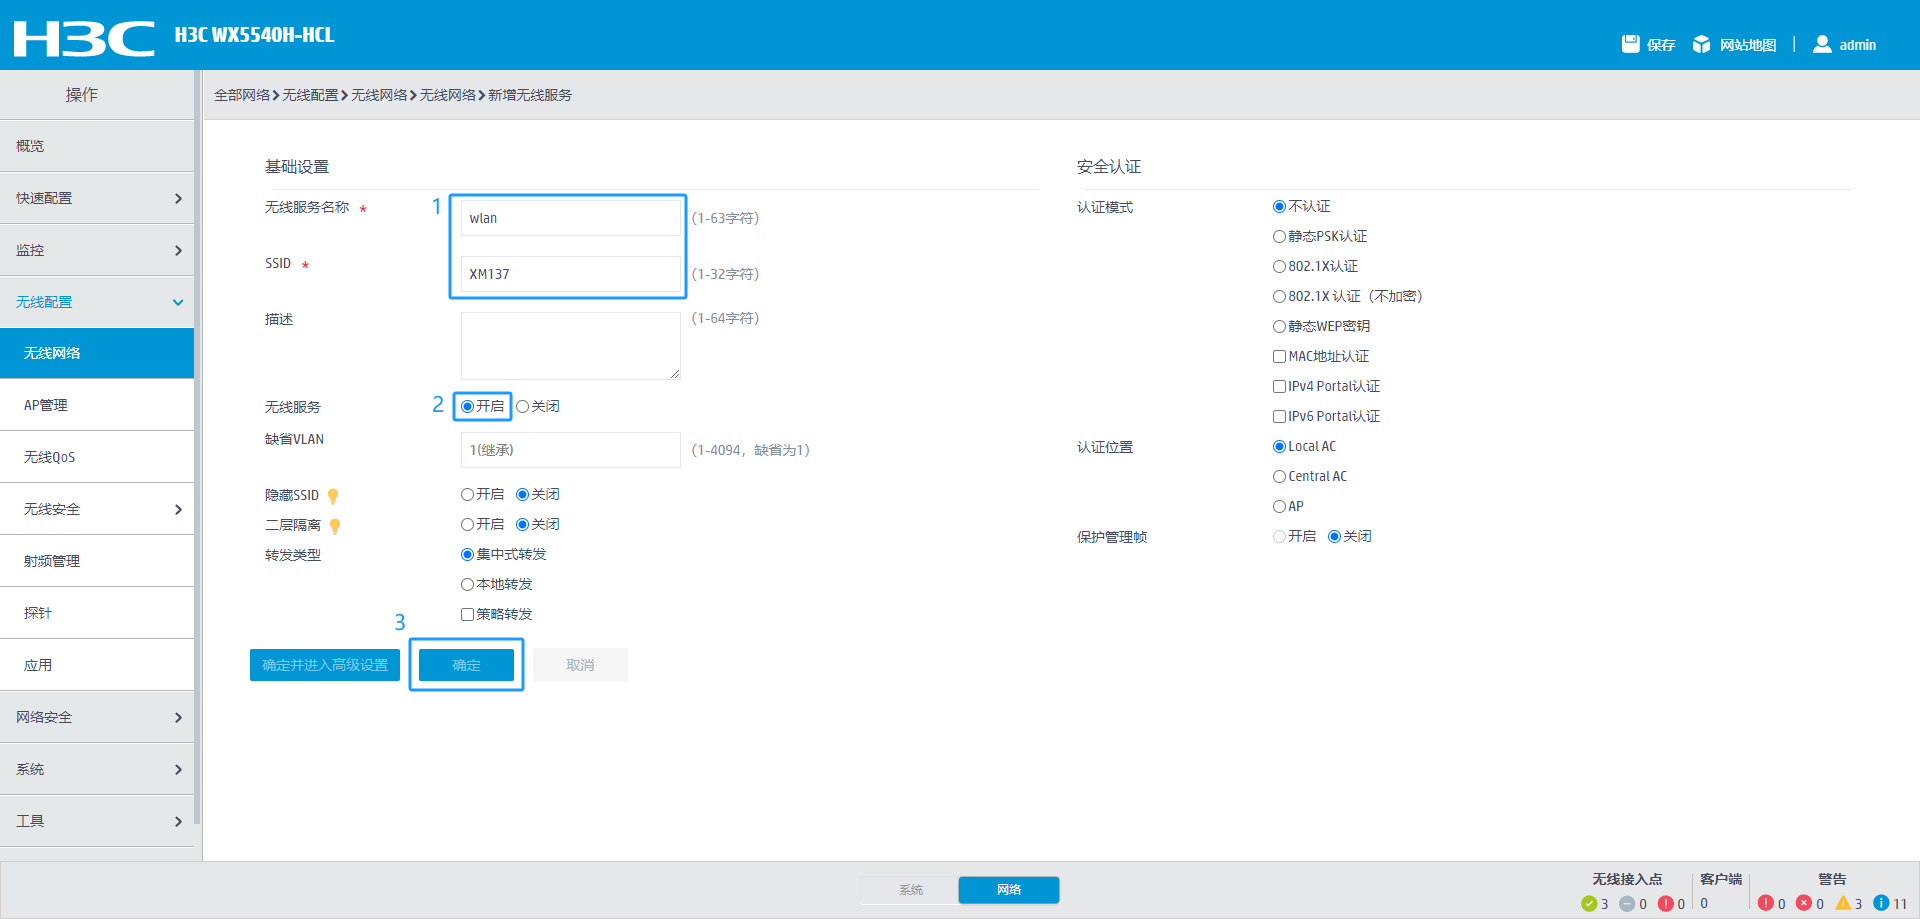 H3C
H3C WX5540H-HCL
保存
网站地图
admin
操作
全部网络 > 无线配置 > 无线网络 > 无线网络 > 新增无线服务
概览
快速配置
监控
无线配置
无线网络
AP管理
无线QoS
无线安全
射频管理
探针
应用
网络安全
系统
工具
基础设置
无线服务名称 *
1
wlan
(1-63字符)
SSID *
XM137
(1-32字符)
描述
(1-64字符)
无线服务
2
开启 关闭
缺省VLAN
1(继承)
(1-4094，缺省为1)
隐藏SSID
开启 关闭
二层隔离
开启 关闭
转发类型
集中式转发
本地转发
策略转发
3
确定并进入高级设置
确定
取消
安全认证
认证模式
不认证
静态PSK认证
802.1X认证
802.1X 认证（不加密）
静态WEP密钥
MAC地址认证
IPv4 Portal认证
IPv6 Portal认证
认证位置
Local AC
Central AC
AP
保护管理帧
开启 关闭
系统
网络
无线接入点
3 0 0
客户端
0
警告
0 0 3 11